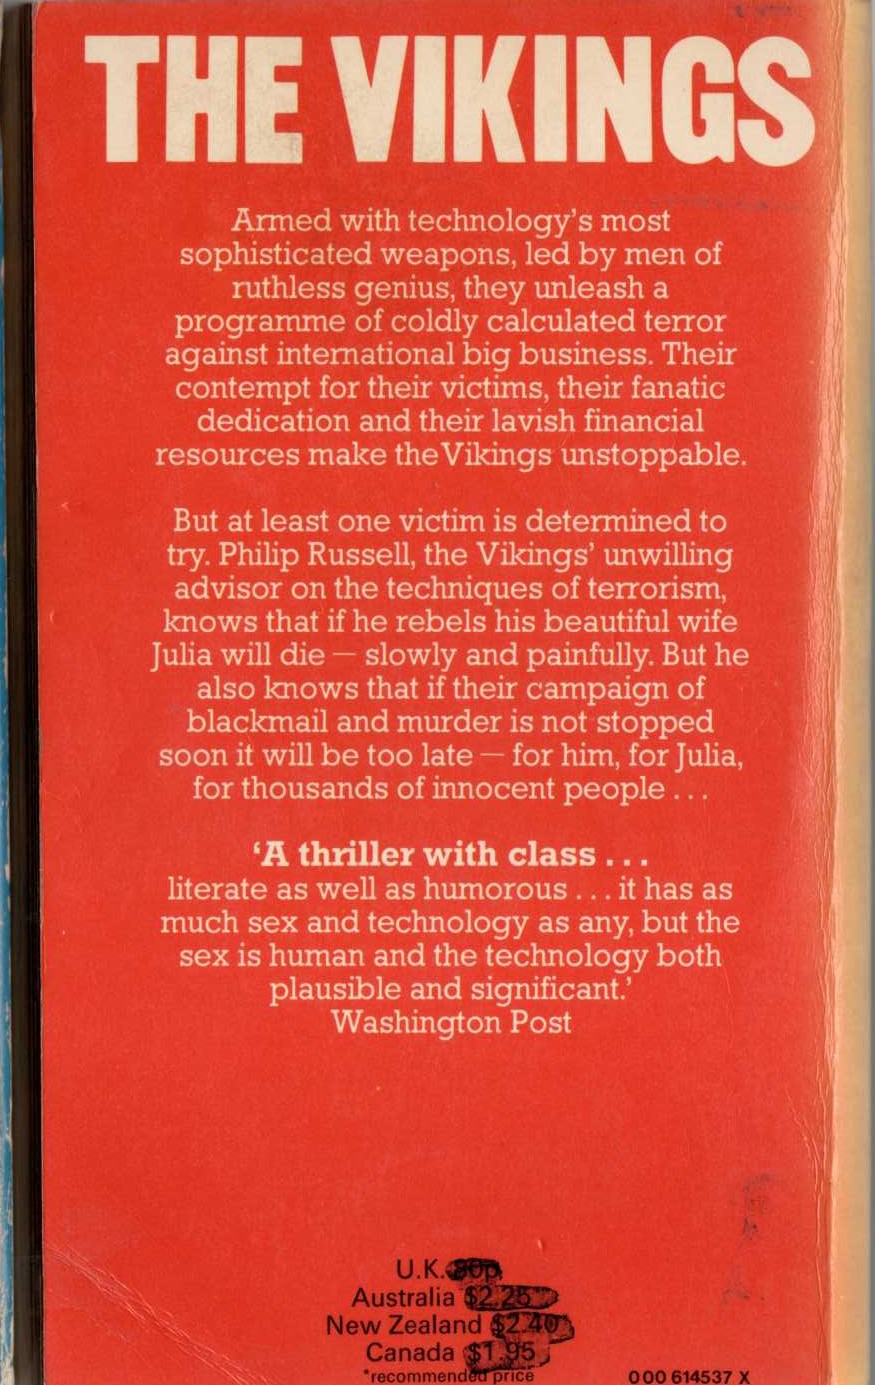 THE VIKINGS
Armed with technology's most
sophisticated weapons, led by men of
ruthless genius, they unleash a
programme of coldly calculated terror
against international big business. Their
contempt for their victims, their fanatic
dedication and their lavish financial
resources make the Vikings unstoppable.
But at least one victim is determined to
try. Philip Russell, the Vikings' unwilling
advisor on the techniques of terrorism,
knows that if he rebels his beautiful wife
Julia will die — slowly and painfully. But he
also knows that if their campaign of
blackmail and murder is not stopped
soon it will be too late — for him, for Julia,
for thousands of innocent people ...
'A thriller with class ...
literate as well as humorous ... it has as
much sex and technology as any, but the
sex is human and the technology both
plausible and significant.'
Washington Post
U.K.
Australia $2.25
New Zealand $2.40
Canada $1.95
*recommended price
0 00 614537 X